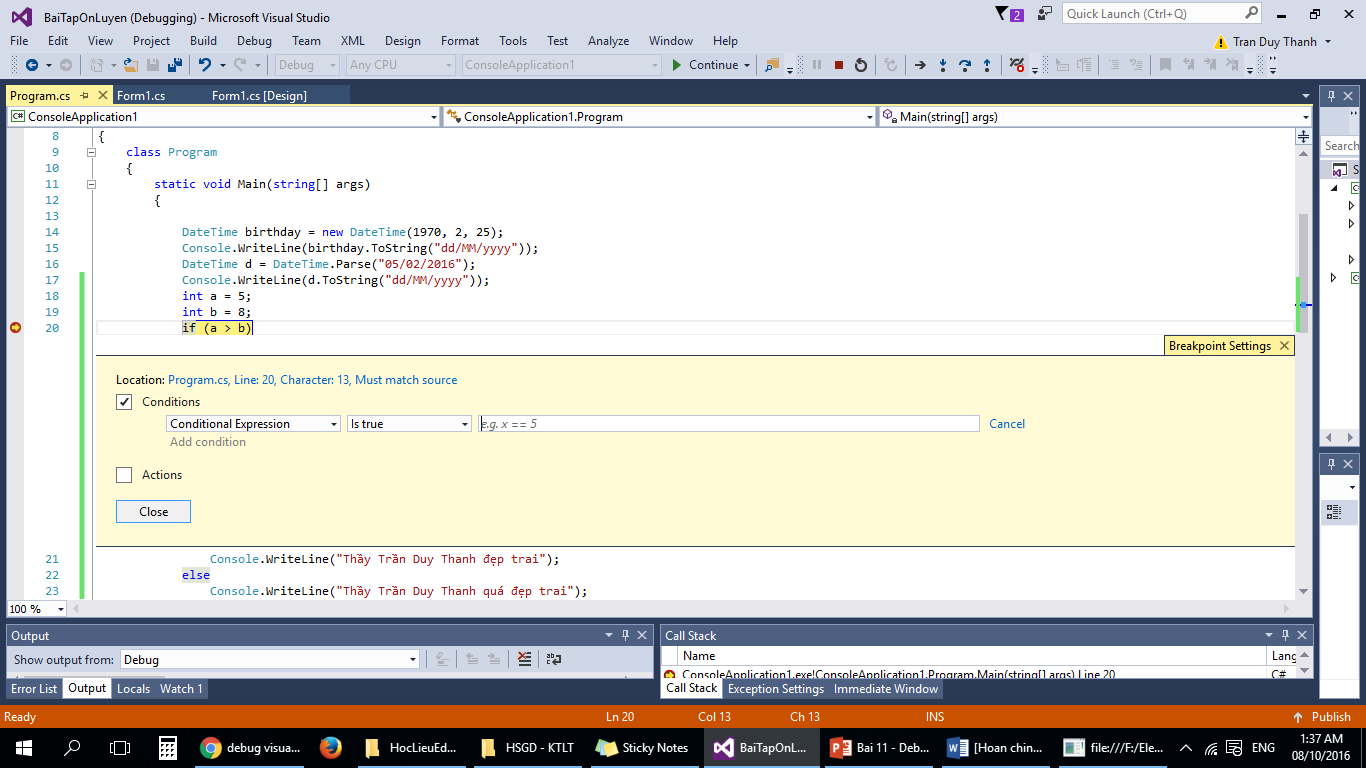 BaiTapOnLuyen (Debugging) - Microsoft Visual Studio
2
Quick Launch (Ctrl+Q)
File Edit View Project Build Debug Team XML Design Format Tools Test Analyze Window Help
Tran Duy Thanh
Debug Any CPU ConsoleApplication1 Continue
Program.cs Form1.cs Form1.cs [Design]
C# ConsoleApplication1 ConsoleApplication1.Program Main(string[] args)
Search
8 {
9 class Program
10 {
11 static void Main(string[] args)
12 {
13
14 DateTime birthday = new DateTime(1970, 2, 25);
15 Console.WriteLine(birthday.ToString("dd/MM/yyyy"));
16 DateTime d = DateTime.Parse("05/02/2016");
17 Console.WriteLine(d.ToString("dd/MM/yyyy"));
18 int a = 5;
19 int b = 8;
20 if (a > b)
Breakpoint Settings
Location: Program.cs, Line: 20, Character: 13, Must match source
Conditions
Conditional Expression Is true e.g. x == 5 Cancel
Add condition
Actions
Close
21 Console.WriteLine("Thầy Trần Duy Thanh đẹp trai");
22 else
23 Console.WriteLine("Thầy Trần Duy Thanh quá đẹp trai");
100 %
Output
Show output from: Debug
Error List Output Locals Watch 1
Call Stack
Name Lang
ConsoleApplication1.exe!ConsoleApplication1.Program.Main(string[] args) Line 20 C#
Call Stack Exception Settings Immediate Window
Ready Ln 20 Col 13 Ch 13 INS Publish
debug visua... HocLieuEd... HSGD - KTLT Sticky Notes BaiTapOnL... Bai 11 - Deb... [Hoan chin... file:///F:/Ele... ENG
1:37 AM
08/10/2016